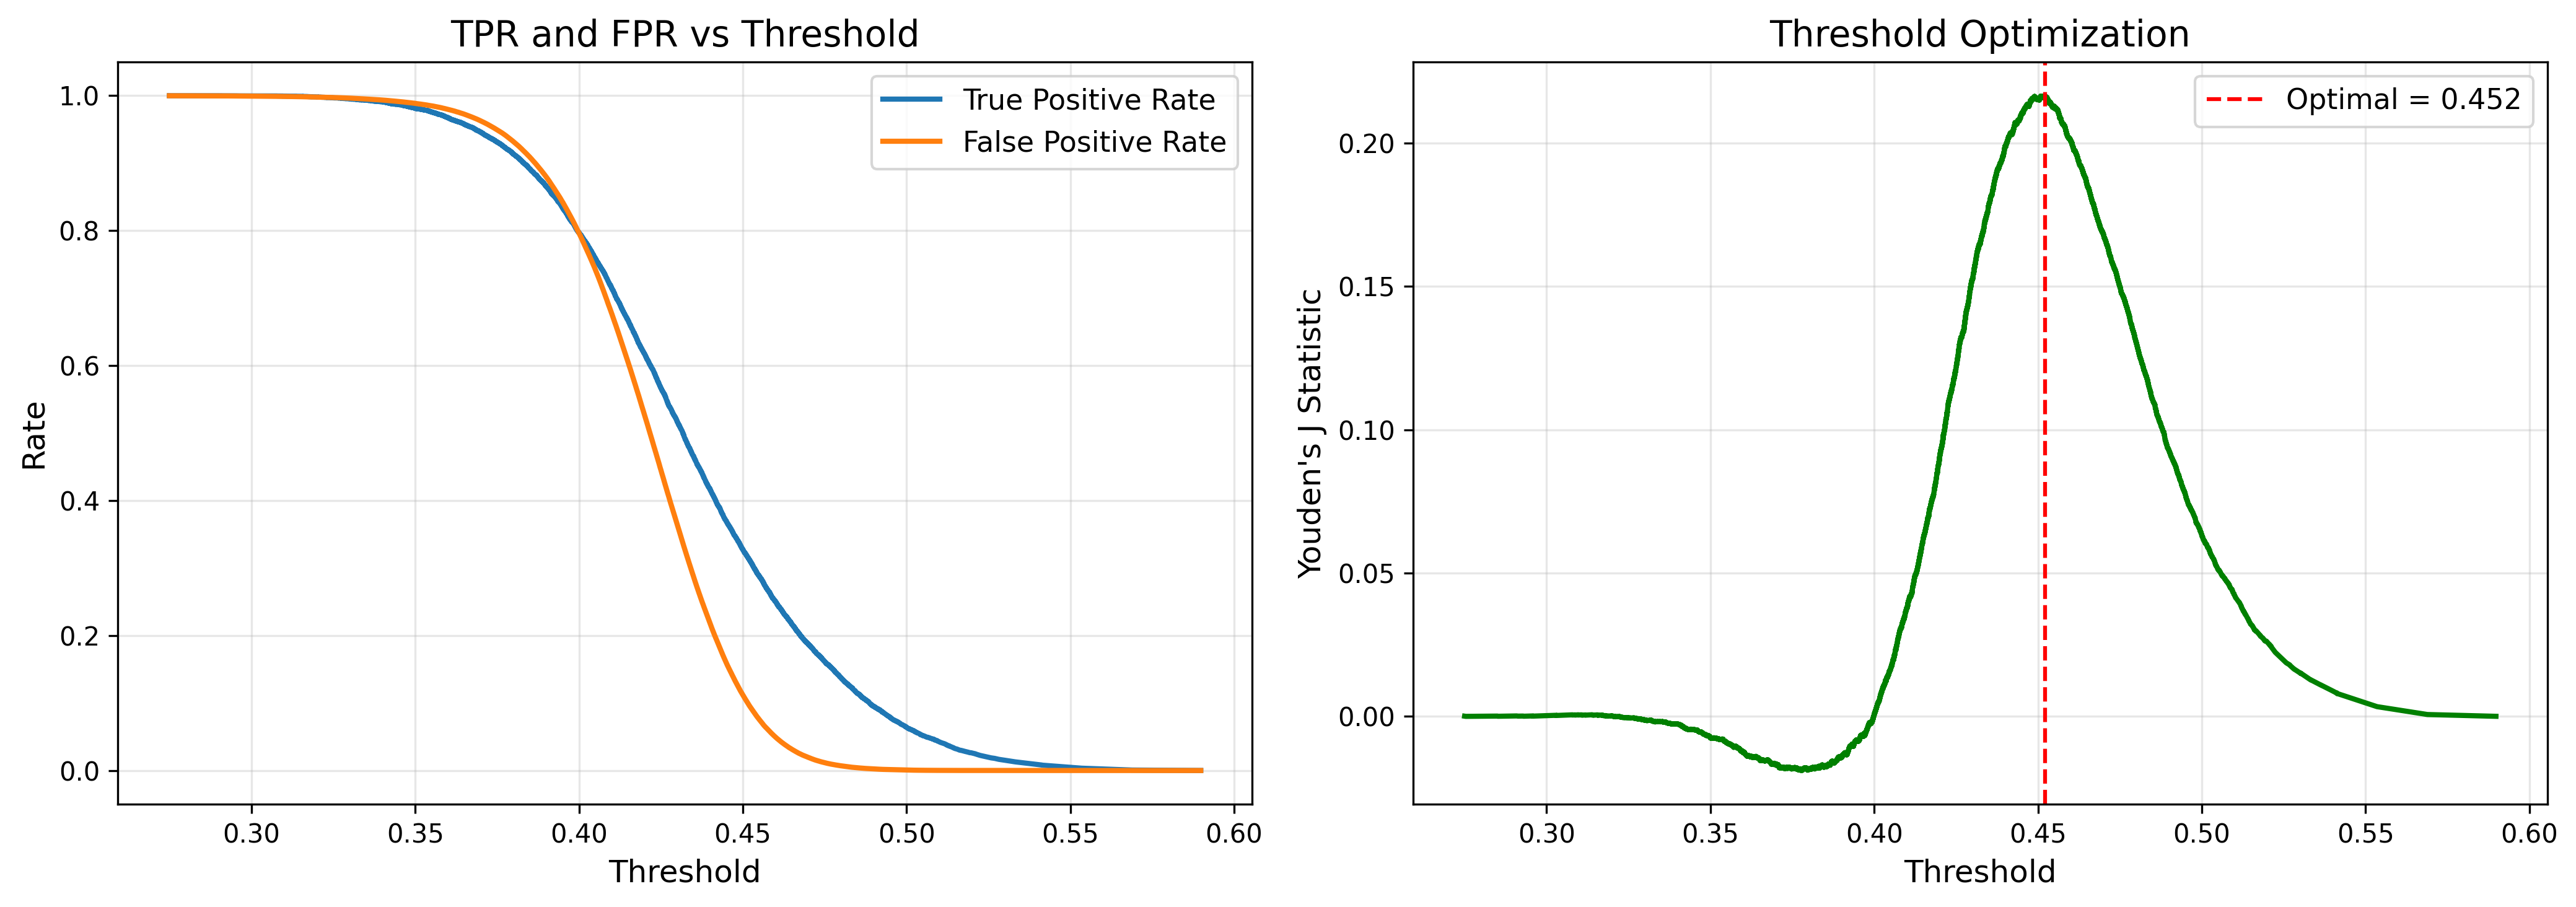 TPR and FPR vs Threshold
True Positive Rate
False Positive Rate
Rate
1.0
0.8
0.6
0.4
0.2
0.0
0.30 0.35 0.40 0.45 0.50 0.55 0.60
Threshold
Threshold Optimization
Optimal = 0.452
Youden's J Statistic
0.20
0.15
0.10
0.05
0.00
0.30 0.35 0.40 0.45 0.50 0.55 0.60
Threshold